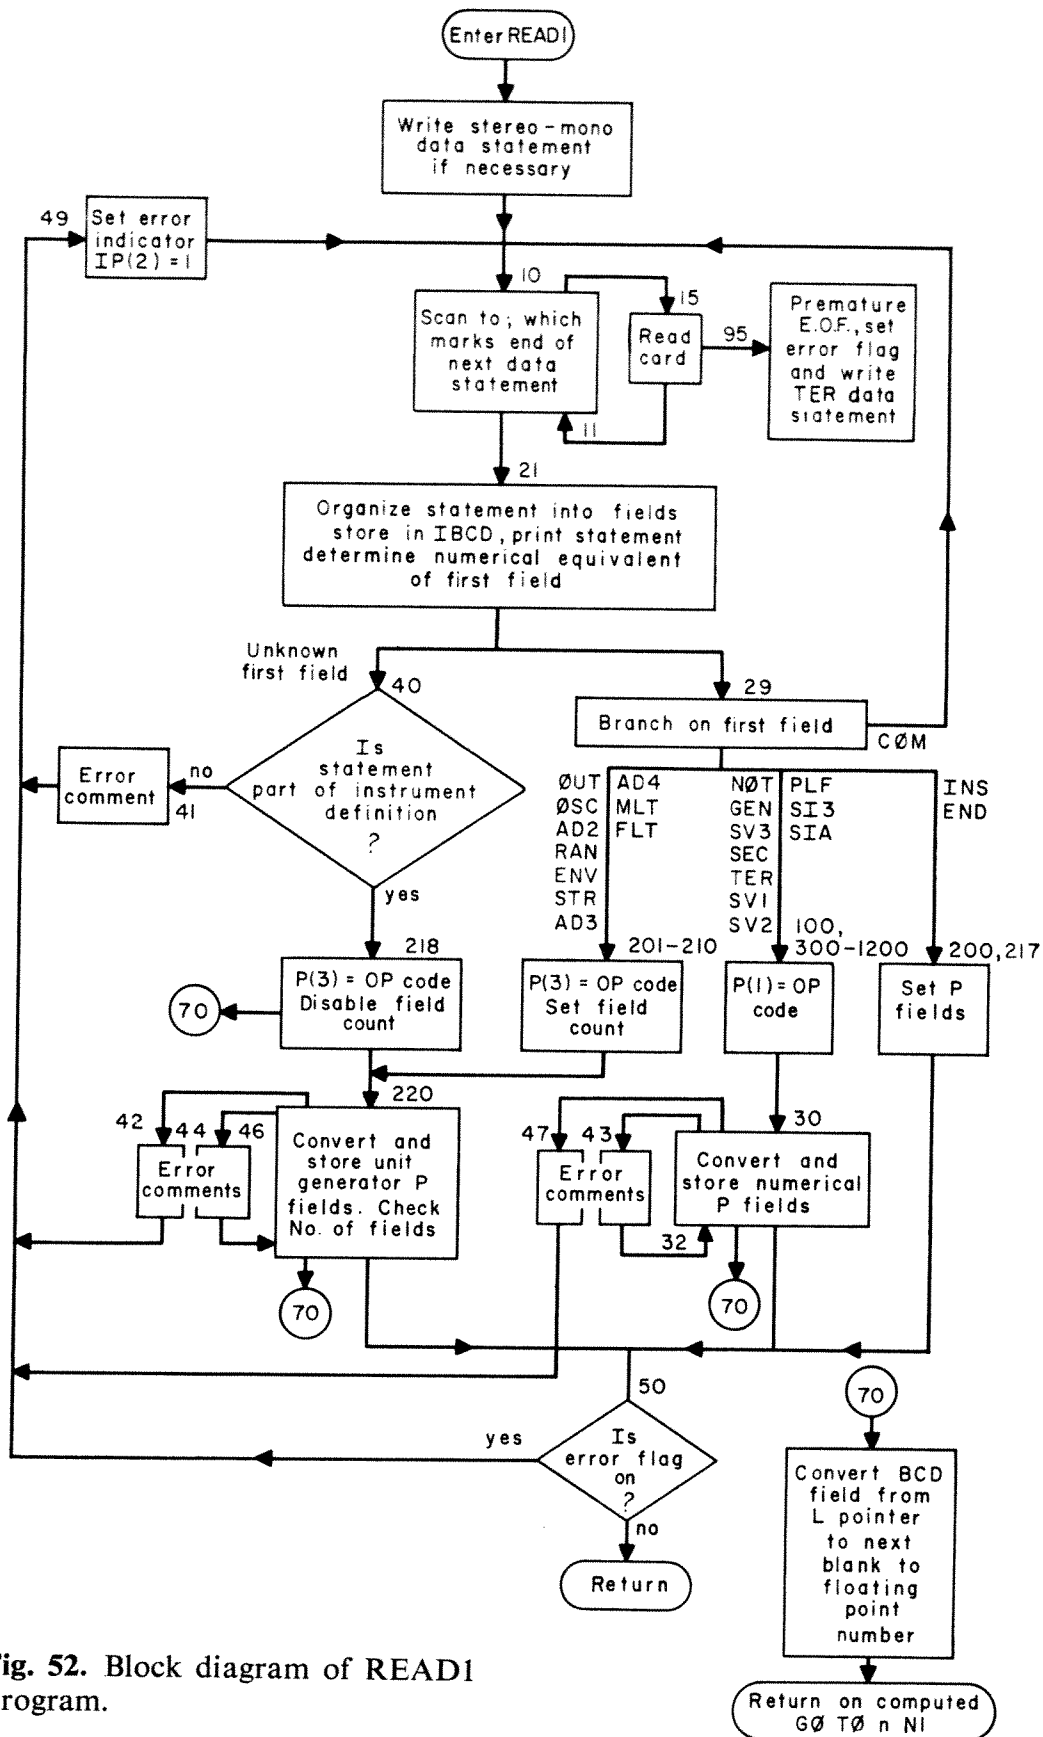 Enter READ1
Write stereo-mono
data statement
if necessary
49
Set error
indicator
IP(2) = 1
10
Scan to ; which
marks end of
next data
statement
15
Read
card
11
95
Premature
E.O.F., set
error flag
and write
TER data
statement
21
Organize statement into fields
store in IBCD, print statement
determine numerical equivalent
of first field
Unknown
first field
40
Is
statement
part of instrument
definition
?
no
Error
comment
41
yes
29
Branch on first field
CØM
ØUT AD4
ØSC MLT
AD2 FLT
RAN
ENV
STR
AD3
NØT PLF
GEN SI3
SV3 SIA
SEC
TER
SV1
SV2 100,
300-1200
INS
END
218
P(3) = OP code
Disable field
count
70
201-210
P(3) = OP code
Set field
count
P(1) = OP
code
200,217
Set P
fields
220
42
44
46
Error
comments
Convert and
store unit
generator P
fields. Check
No. of fields
70
47
43
Error
comments
30
Convert and
store numerical
P fields
32
70
50
Is
error flag
on
?
yes
no
Return
70
Convert BCD
field from
L pointer
to next
blank to
floating
point
number
Return on computed
GØ TØ n N1
ig. 52. Block diagram of READ1
rogram.